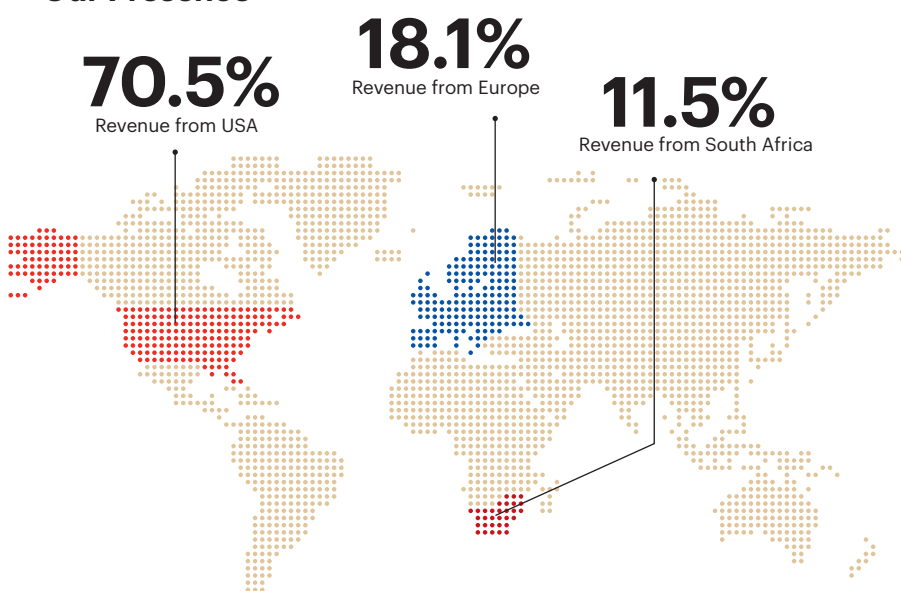 70.5%
Revenue from USA
18.1%
Revenue from Europe
11.5%
Revenue from South Africa